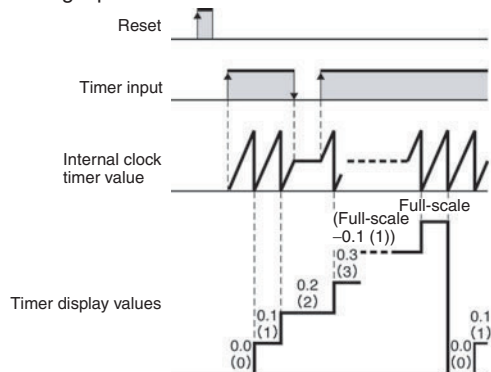 Reset
Timer input
Internal clock
timer value
Full-scale
(Full-scale
–0.1 (1))
0.3
(3)
0.2
(2)
Timer display values
0.1
(1)
0.1
(1)
0.0
(0)
0.0
(0)